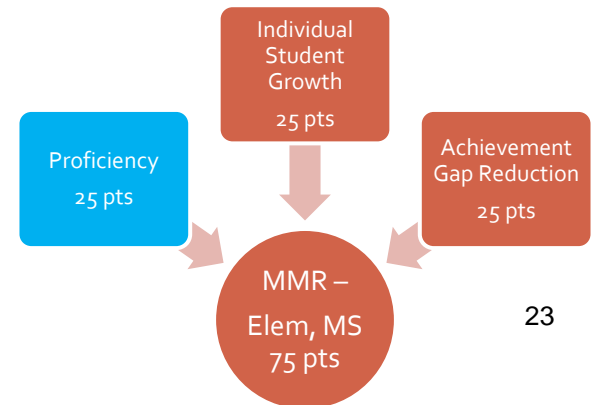 Individual
Student
Growth
25 pts
Proficiency
25 pts
Achievement
Gap Reduction
25 pts
MMR –
Elem, MS
75 pts
23